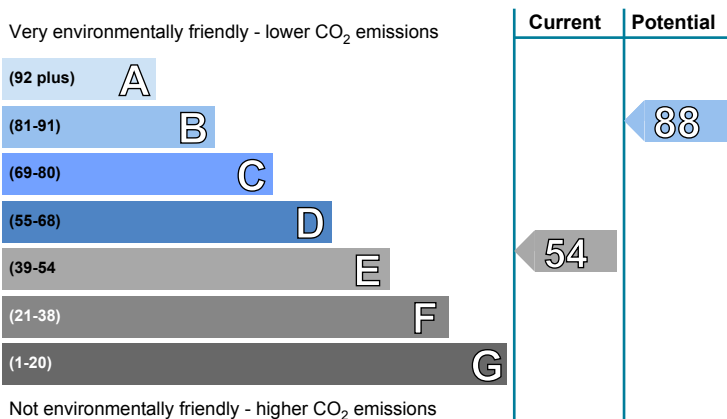 Very environmentally friendly - lower CO₂ emissions
Current
Potential
(92 plus) A
(81-91) B
88
(69-80) C
(55-68) D
(39-54 E
54
(21-38) F
(1-20) G
Not environmentally friendly - higher CO₂ emissions